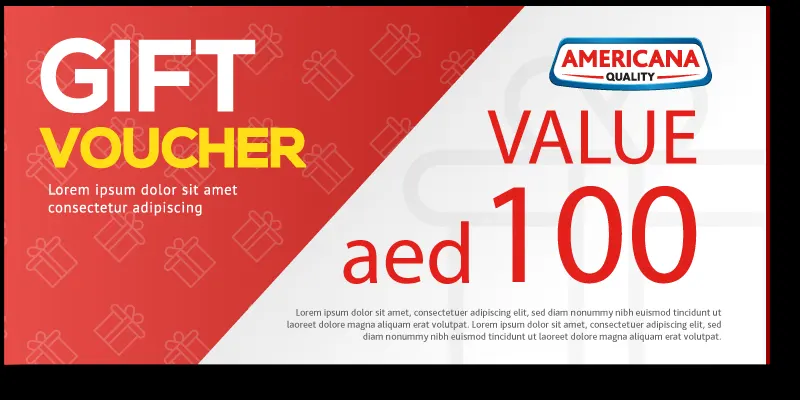 GIFT
VOUCHER
Lorem ipsum dolor sit amet
consectetur adipiscing
AMERICANA
QUALITY
VALUE
aed100
Lorem ipsum dolor sit amet, consectetuer adipiscing elit, sed diam nonummy nibh euismod tincidunt ut
laoreet dolore magna aliquam erat volutpat. Lorem ipsum dolor sit amet, consectetuer adipiscing elit, sed
diam nonummy nibh euismod tincidunt ut laoreet dolore magna aliquam erat volutpat.